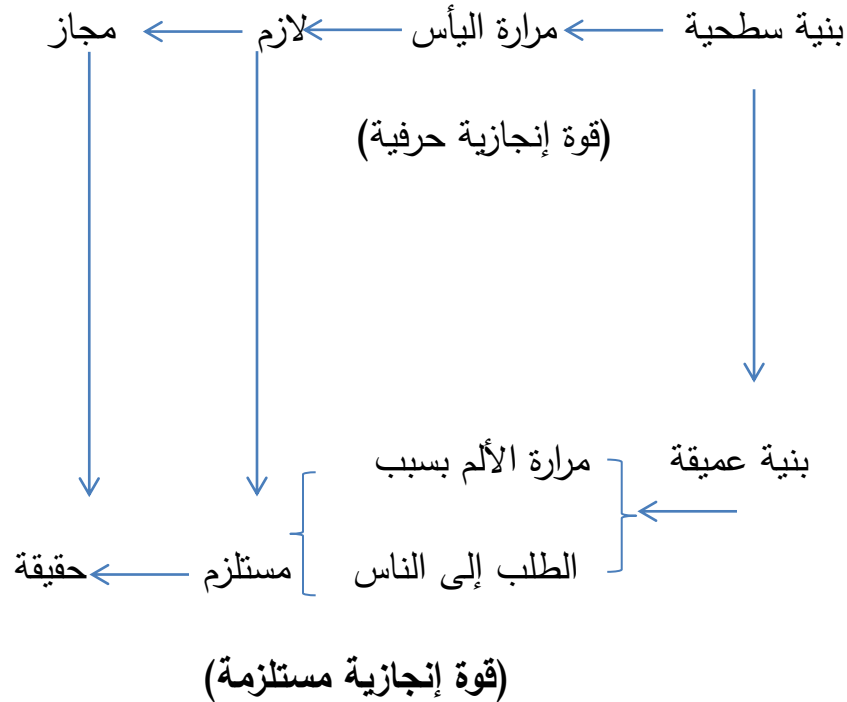 بنية سطحية مرارة اليأس لازم مجاز
(قوة إنجازية حرفية)
بنية عميقة مرارة الألم بسبب
الطلب إلى الناس مستلزم حقيقة
(قوة إنجازية مستلزمة)